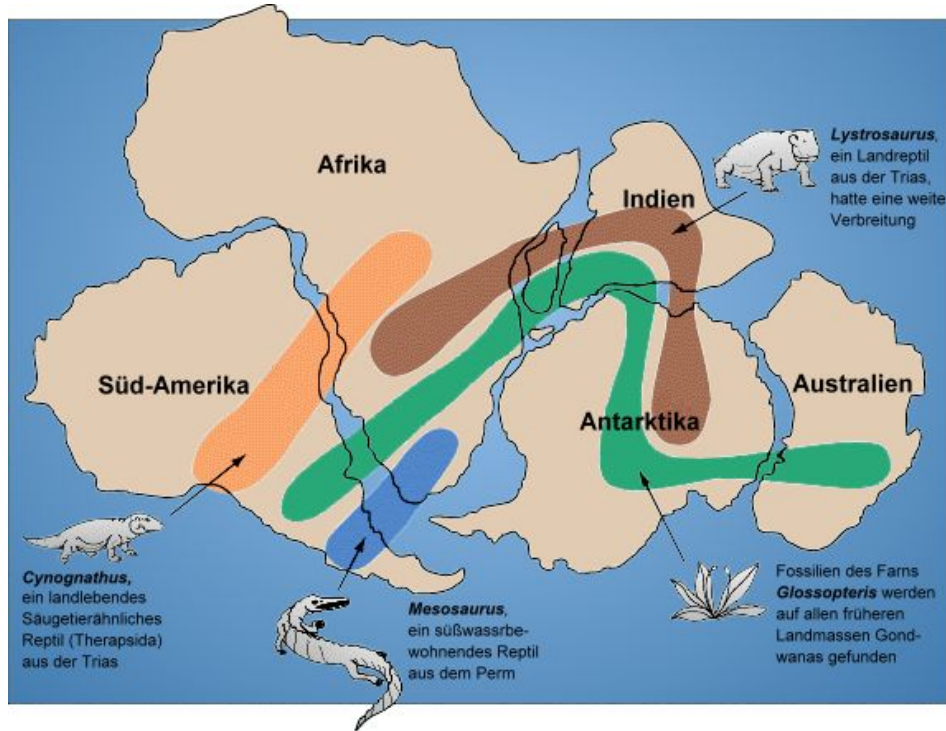 Afrika
Indien
Lystrosaurus,
ein Landreptil
aus der Trias,
hatte eine weite
Verbreitung
Süd-Amerika
Antarktika
Australien
Cynognathus,
ein landlebendes
Säugetierähnliches
Reptil (Therapsida)
aus der Trias
Mesosaurus,
ein süßwassrbe-
wohnendes Reptil
aus dem Perm
Fossilien des Farns
Glossopteris werden
auf allen früheren
Landmassen Gond-
wanas gefunden